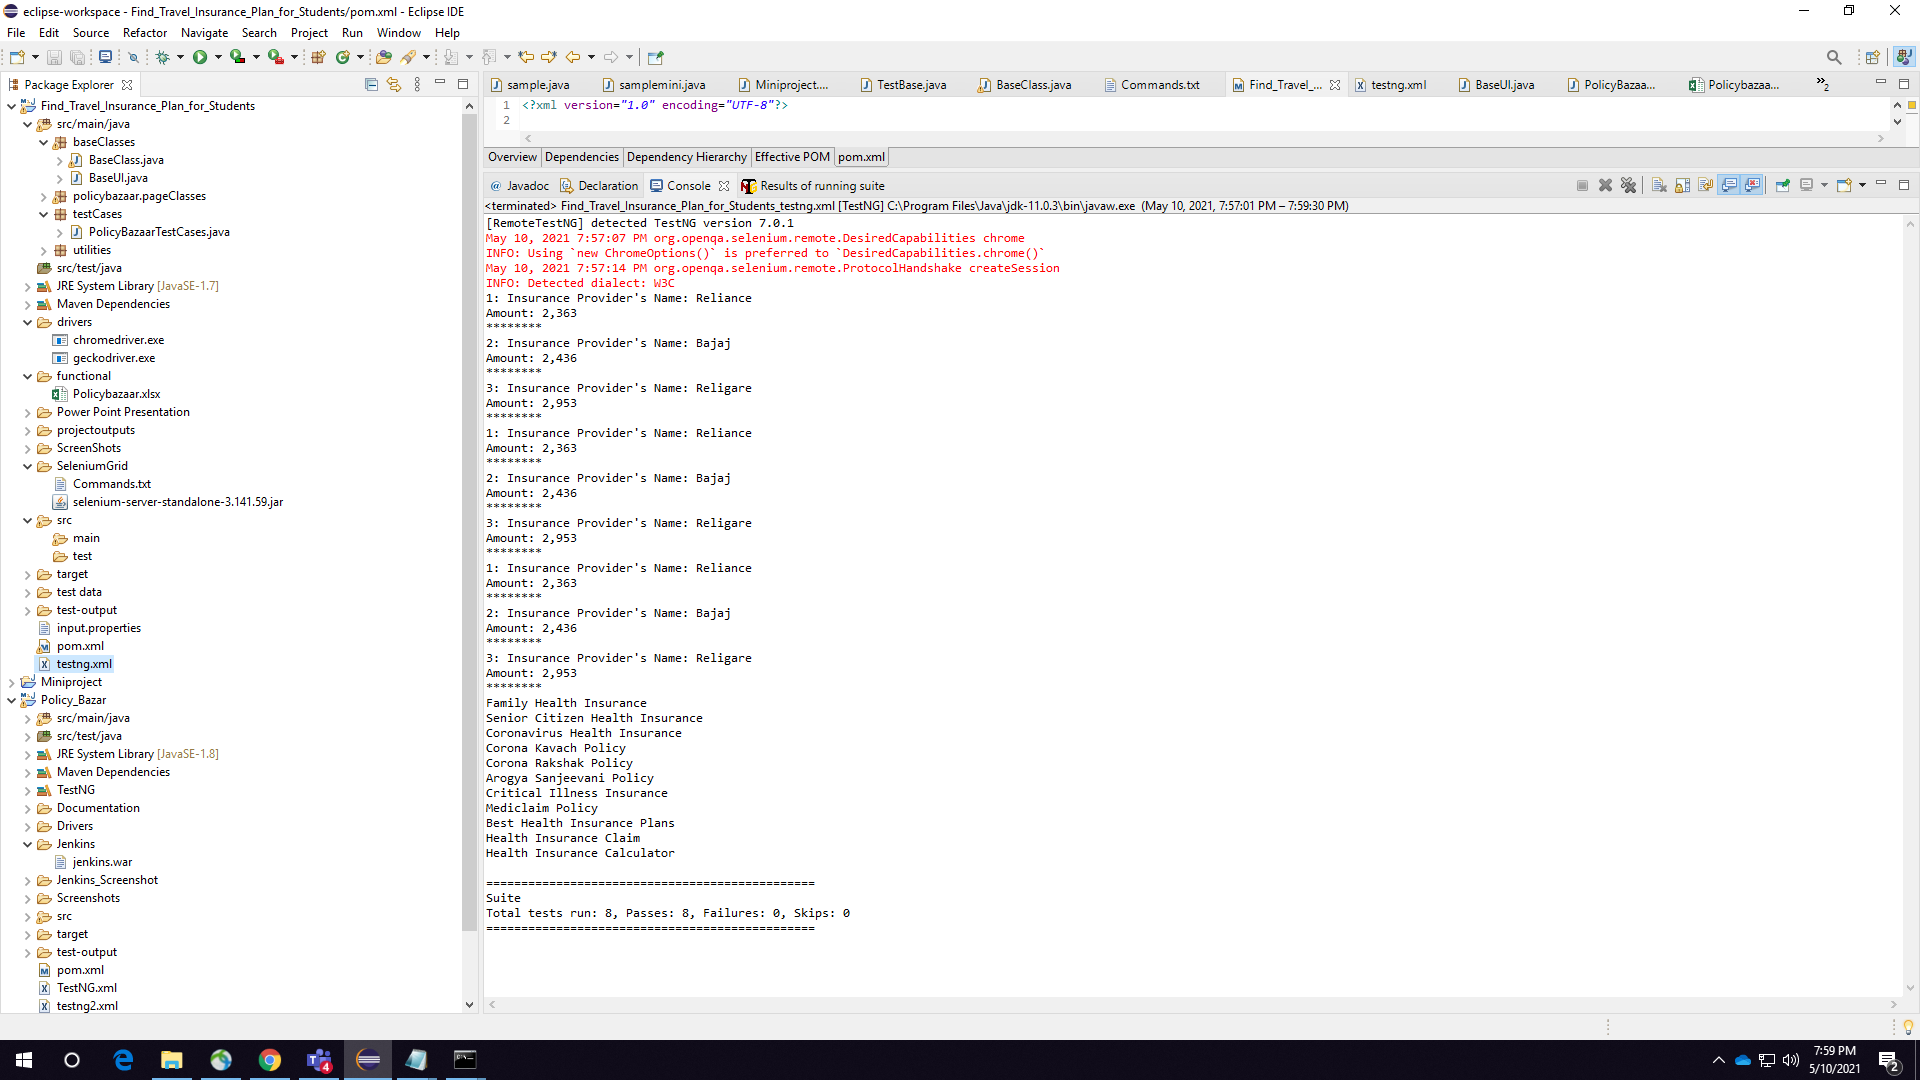 eclipse-workspace - Find_Travel_Insurance_Plan_for_Students/pom.xml - Eclipse IDE
File Edit Source Refactor Navigate Search Project Run Window Help
Package Explorer
Find_Travel_Insurance_Plan_for_Students
src/main/java
baseClasses
BaseClass.java
BaseUI.java
policybazaar.pageClasses
testCases
PolicyBazaarTestCases.java
utilities
src/test/java
JRE System Library [JavaSE-1.7]
Maven Dependencies
drivers
chromedriver.exe
geckodriver.exe
functional
Policybazaar.xlsx
Power Point Presentation
projectoutputs
ScreenShots
SeleniumGrid
Commands.txt
selenium-server-standalone-3.141.59.jar
src
main
test
target
test data
test-output
input.properties
pom.xml
testng.xml
Miniproject
Policy_Bazar
src/main/java
src/test/java
JRE System Library [JavaSE-1.8]
Maven Dependencies
TestNG
Documentation
Drivers
Jenkins
jenkins.war
Jenkins_Screenshot
Screenshots
src
target
test-output
pom.xml
TestNG.xml
testng2.xml
sample.java samplemini.java Miniproject.... TestBase.java BaseClass.java Commands.txt Find_Travel_... testng.xml BaseUI.java PolicyBazaa... Policybazaa... »2
1 <?xml version="1.0" encoding="UTF-8"?>
2
Overview Dependencies Dependency Hierarchy Effective POM pom.xml
@ Javadoc Declaration Console Results of running suite
<terminated> Find_Travel_Insurance_Plan_for_Students_testng.xml [TestNG] C:\Program Files\Java\jdk-11.0.3\bin\javaw.exe (May 10, 2021, 7:57:01 PM – 7:59:30 PM)
[RemoteTestNG] detected TestNG version 7.0.1
May 10, 2021 7:57:07 PM org.openqa.selenium.remote.DesiredCapabilities chrome
INFO: Using `new ChromeOptions()` is preferred to `DesiredCapabilities.chrome()`
May 10, 2021 7:57:14 PM org.openqa.selenium.remote.ProtocolHandshake createSession
INFO: Detected dialect: W3C
1: Insurance Provider's Name: Reliance
Amount: 2,363
********
2: Insurance Provider's Name: Bajaj
Amount: 2,436
********
3: Insurance Provider's Name: Religare
Amount: 2,953
********
1: Insurance Provider's Name: Reliance
Amount: 2,363
********
2: Insurance Provider's Name: Bajaj
Amount: 2,436
********
3: Insurance Provider's Name: Religare
Amount: 2,953
********
1: Insurance Provider's Name: Reliance
Amount: 2,363
********
2: Insurance Provider's Name: Bajaj
Amount: 2,436
********
3: Insurance Provider's Name: Religare
Amount: 2,953
********
Family Health Insurance
Senior Citizen Health Insurance
Coronavirus Health Insurance
Corona Kavach Policy
Corona Rakshak Policy
Arogya Sanjeevani Policy
Critical Illness Insurance
Mediclaim Policy
Best Health Insurance Plans
Health Insurance Claim
Health Insurance Calculator
===============================================
Suite
Total tests run: 8, Passes: 8, Failures: 0, Skips: 0
===============================================
4
7:59 PM
5/10/2021
2